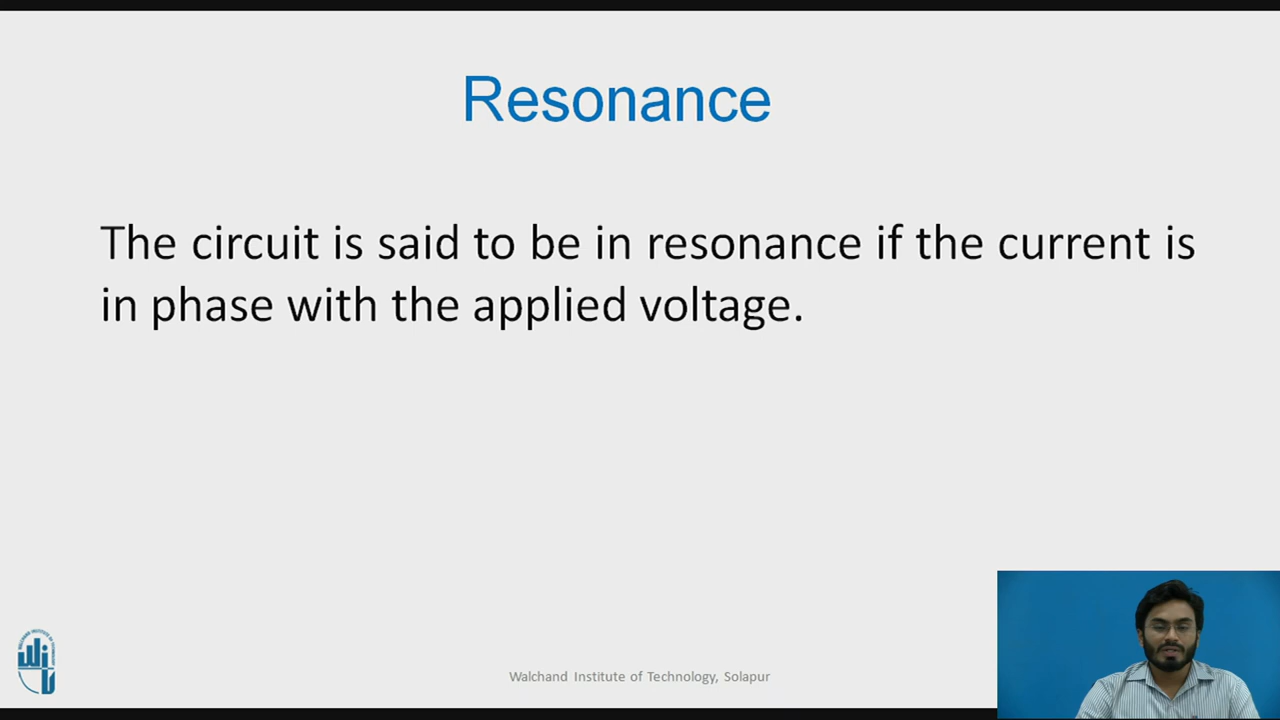 Resonance
The circuit is said to be in resonance if the current is
in phase with the applied voltage.
Walchand Institute of Technology, Solapur